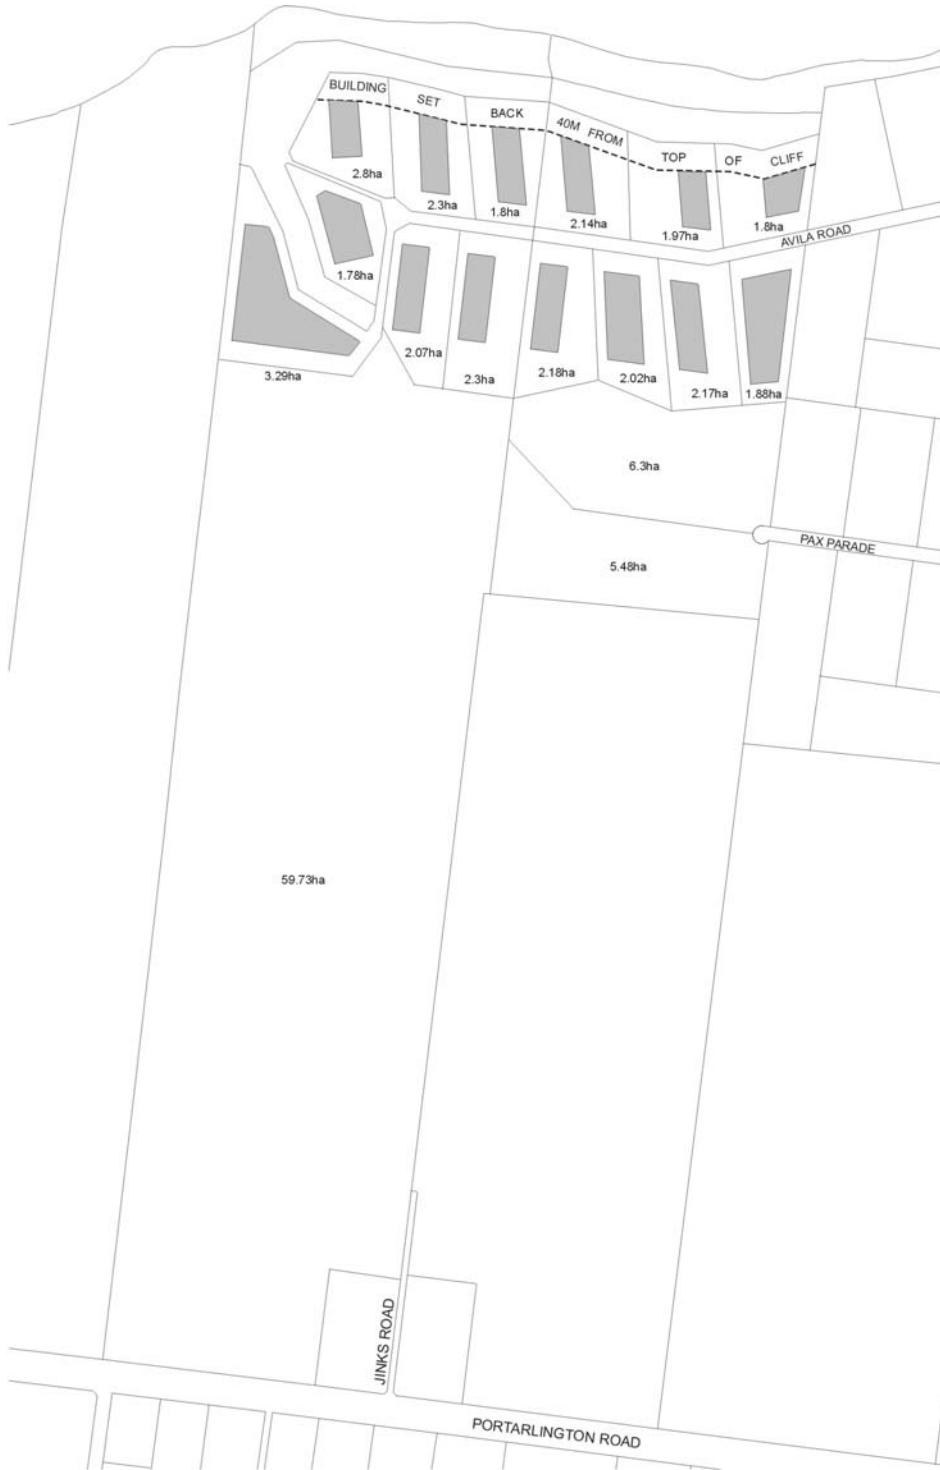 BUILDING SET BACK 40M FROM TOP OF CLIFF
2.8ha
2.3ha
1.8ha
2.14ha
1.97ha
1.8ha
AVILA ROAD
1.78ha
3.29ha
2.07ha
2.3ha
2.18ha
2.02ha
2.17ha
1.88ha
6.3ha
PAX PARADE
5.48ha
59.73ha
JINKS ROAD
PORTARLINGTON ROAD